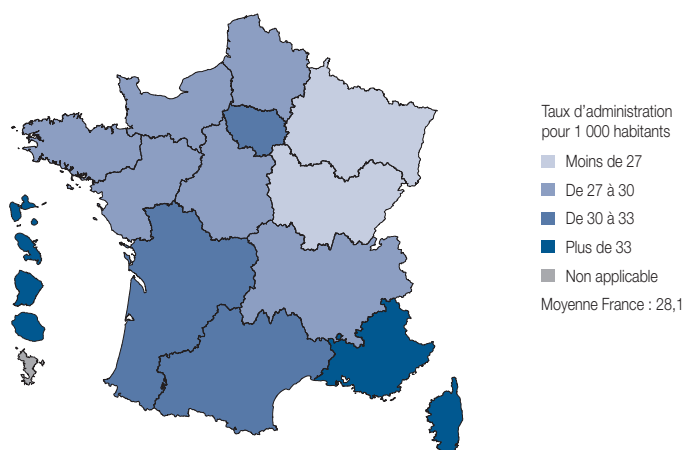 Taux d'administration
pour 1 000 habitants
Moins de 27
De 27 à 30
De 30 à 33
Plus de 33
Non applicable
Moyenne France : 28,1